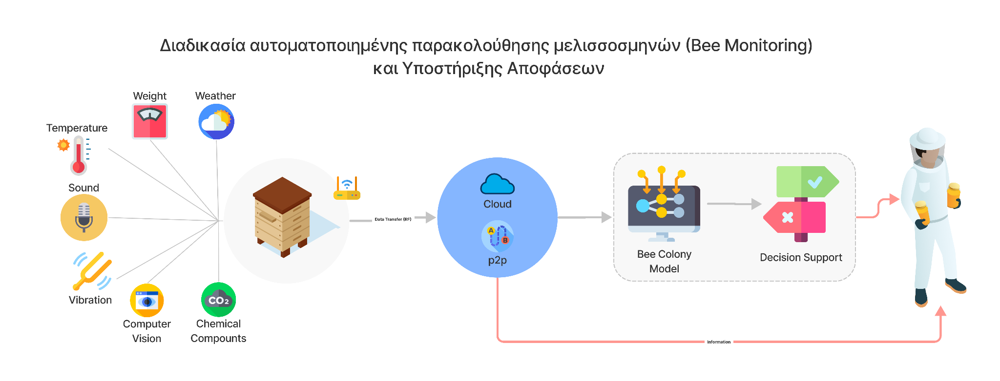 Διαδικασία αυτοματοποιημένης παρακολούθησης μελισσοσμηνών (Bee Monitoring)
και Υποστήριξης Αποφάσεων
Weight
Weather
Temperature
Sound
Vibration
Computer
Vision
CO₂
Chemical
Compounts
Data Transfer (RF)
Cloud
A
B
p2p
Bee Colony
Model
Decision Support
Information